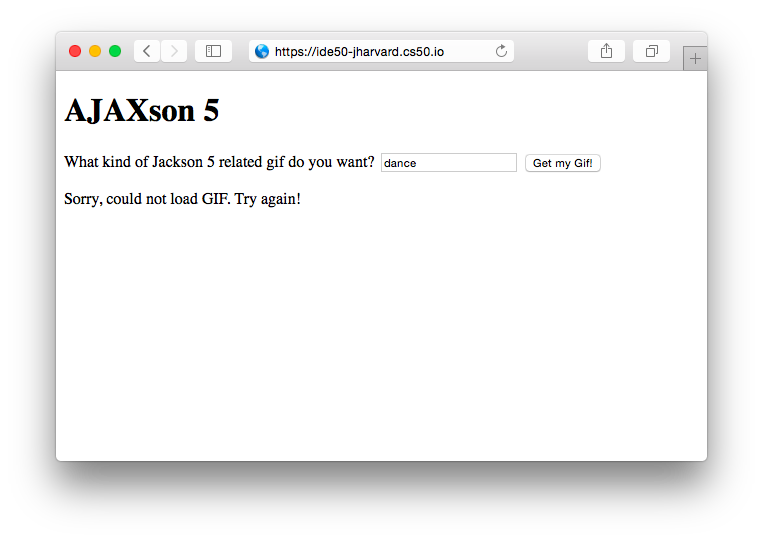 https://ide50-jharvard.cs50.io
AJAXson 5
What kind of Jackson 5 related gif do you want? dance Get my Gif!
Sorry, could not load GIF. Try again!